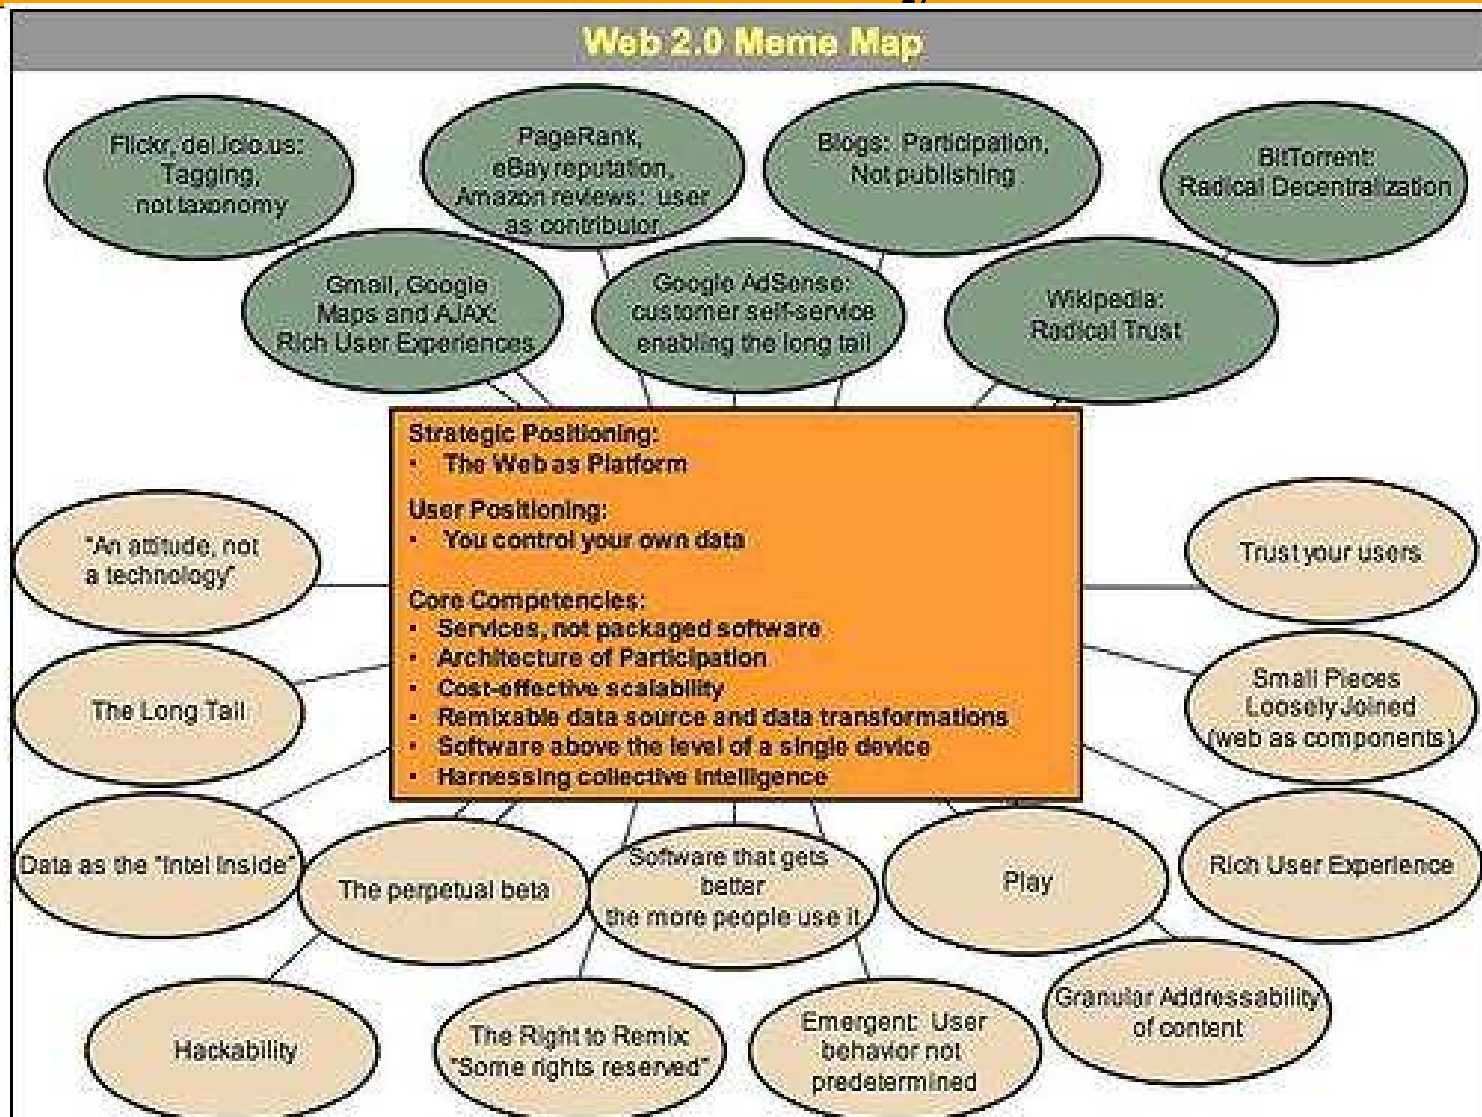 Web 2.0 Meme Map
Flickr, del.icio.us:
Tagging,
not taxonomy
PageRank,
eBay reputation,
Amazon reviews: user
as contributor
Blogs: Participation,
Not publishing
BitTorrent:
Radical Decentralization
Gmail, Google
Maps and AJAX:
Rich User Experiences
Google AdSense:
customer self-service
enabling the long tail
Wikipedia:
Radical Trust
Strategic Positioning:
• The Web as Platform
User Positioning:
• You control your own data
Core Competencies:
• Services, not packaged software
• Architecture of Participation
• Cost-effective scalability
• Remixable data source and data transformations
• Software above the level of a single device
• Harnessing collective intelligence
"An attitude, not
a technology"
Trust your users
The Long Tail
Small Pieces
Loosely Joined
(web as components)
Data as the "Intel Inside"
The perpetual beta
Software that gets
better
the more people use it
Play
Rich User Experience
Hackability
The Right to Remix:
"Some rights reserved"
Emergent: User
behavior not
predetermined
Granular Addressability
of content